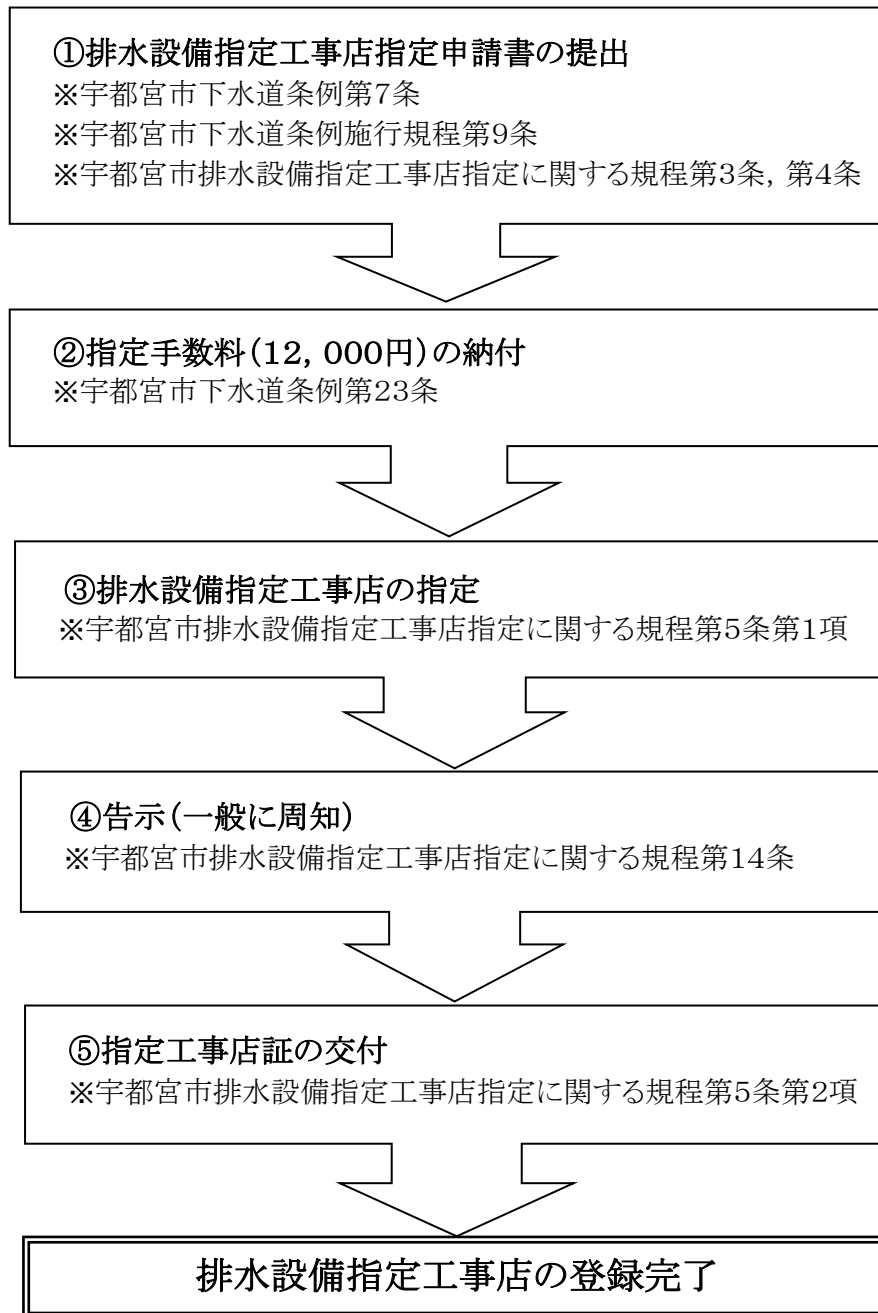 ①排水設備指定工事店指定申請書の提出
※宇都宮市下水道条例第7条
※宇都宮市下水道条例施行規程第9条
※宇都宮市排水設備指定工事店指定に関する規程第3条，第4条
②指定手数料（12，000円）の納付
※宇都宮市下水道条例第23条
③排水設備指定工事店の指定
※宇都宮市排水設備指定工事店指定に関する規程第5条第1項
④告示（一般に周知）
※宇都宮市排水設備指定工事店指定に関する規程第14条
⑤指定工事店証の交付
※宇都宮市排水設備指定工事店指定に関する規程第5条第2項
排水設備指定工事店の登録完了